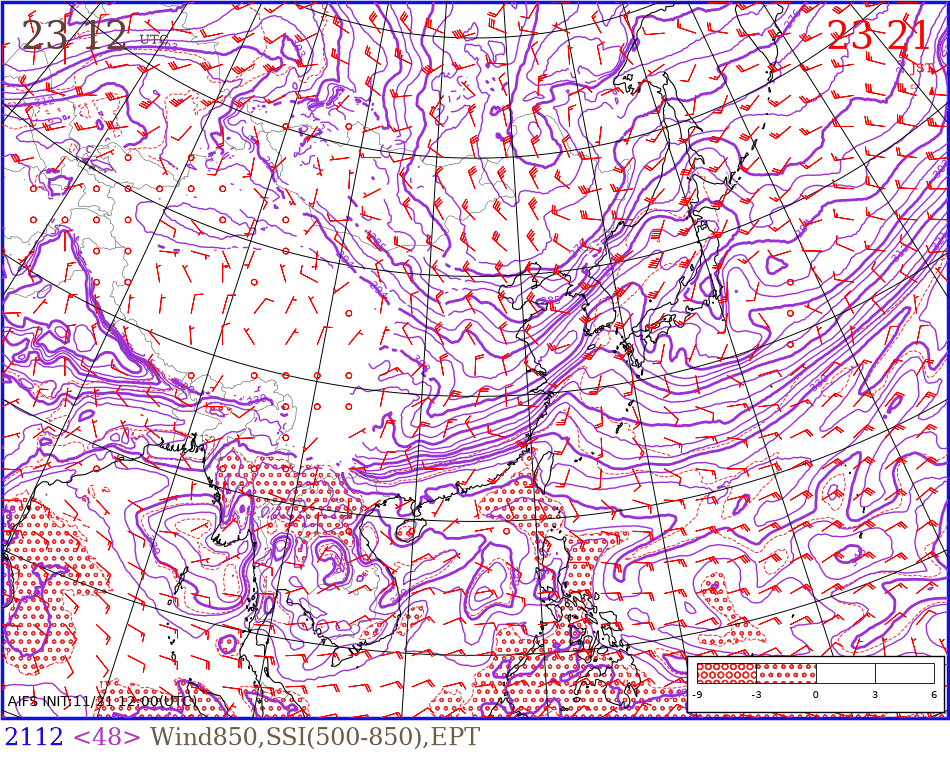 23 12 UTC
23 21
JST
AIFS INIT:11/21 12:00(UTC)
-9 -3 0 3 6
2112 <48> Wind850,SSI(500-850),EPT